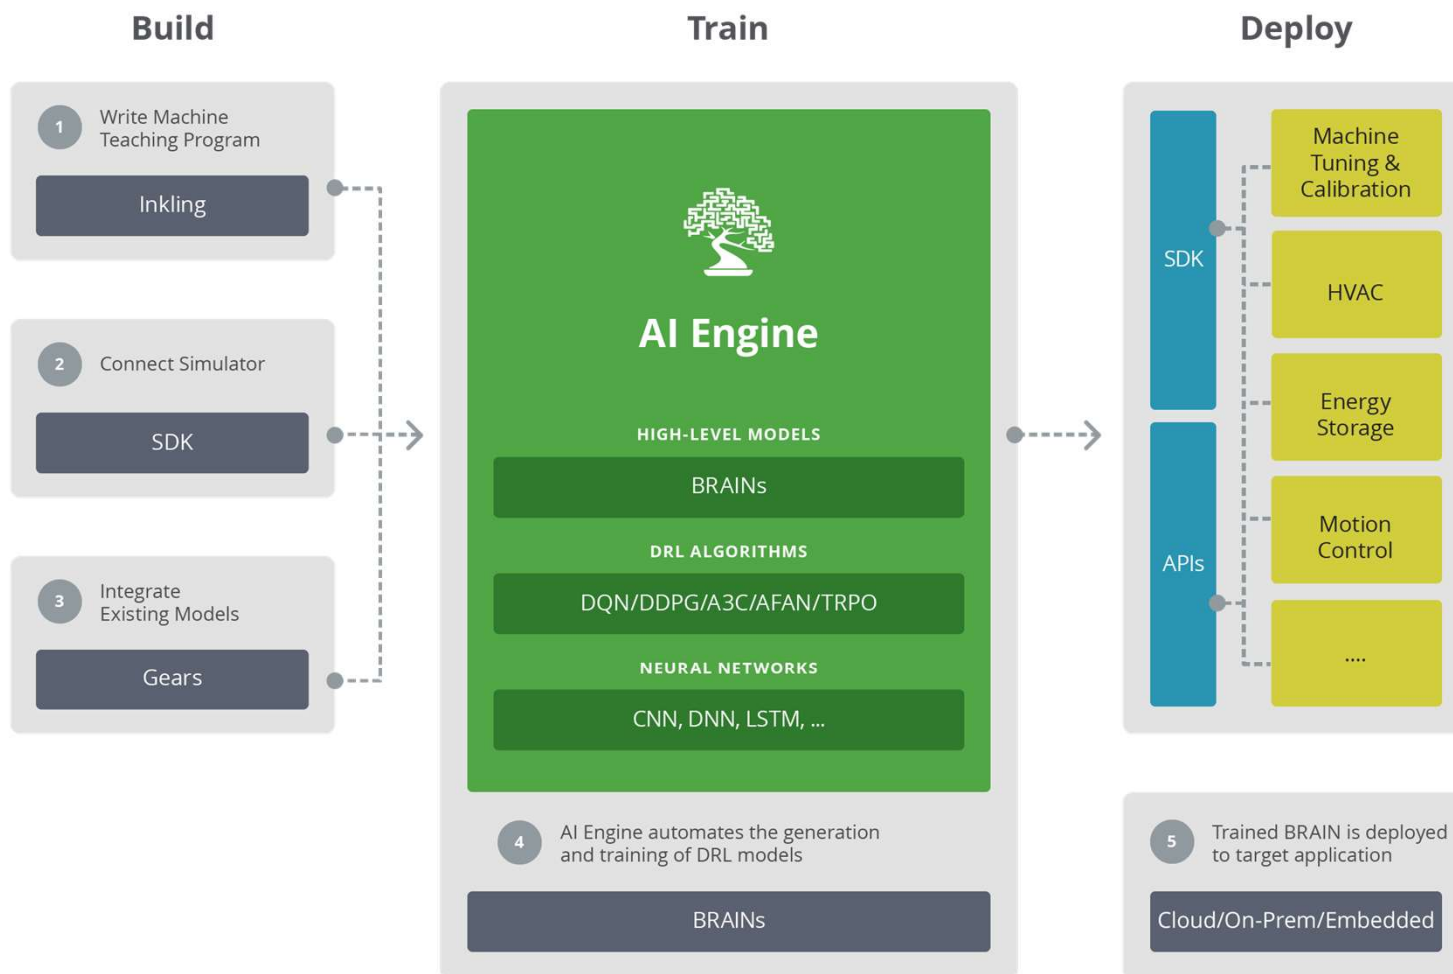 Build
Train
Deploy
1
Write Machine
Teaching Program
Inkling
2
Connect Simulator
SDK
3
Integrate
Existing Models
Gears
AI Engine
HIGH-LEVEL MODELS
BRAINs
DRL ALGORITHMS
DQN/DDPG/A3C/AFAN/TRPO
NEURAL NETWORKS
CNN, DNN, LSTM, ...
4
AI Engine automates the generation
and training of DRL models
BRAINs
SDK
APIs
Machine
Tuning &
Calibration
HVAC
Energy
Storage
Motion
Control
....
5
Trained BRAIN is deployed
to target application
Cloud/On-Prem/Embedded